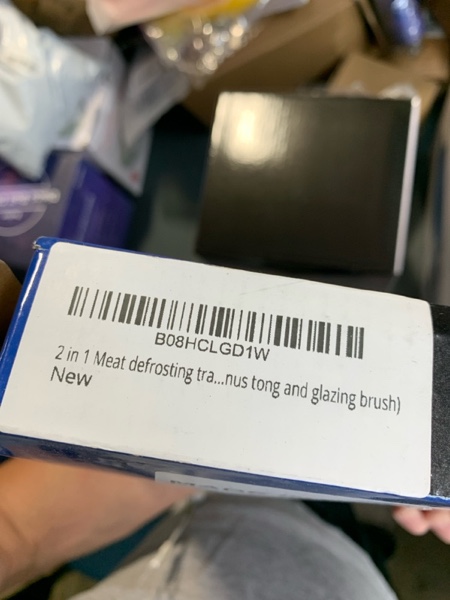 B08HCLGD1W
2 in 1 Meat defrosting tra...nus tong and glazing brush)
New